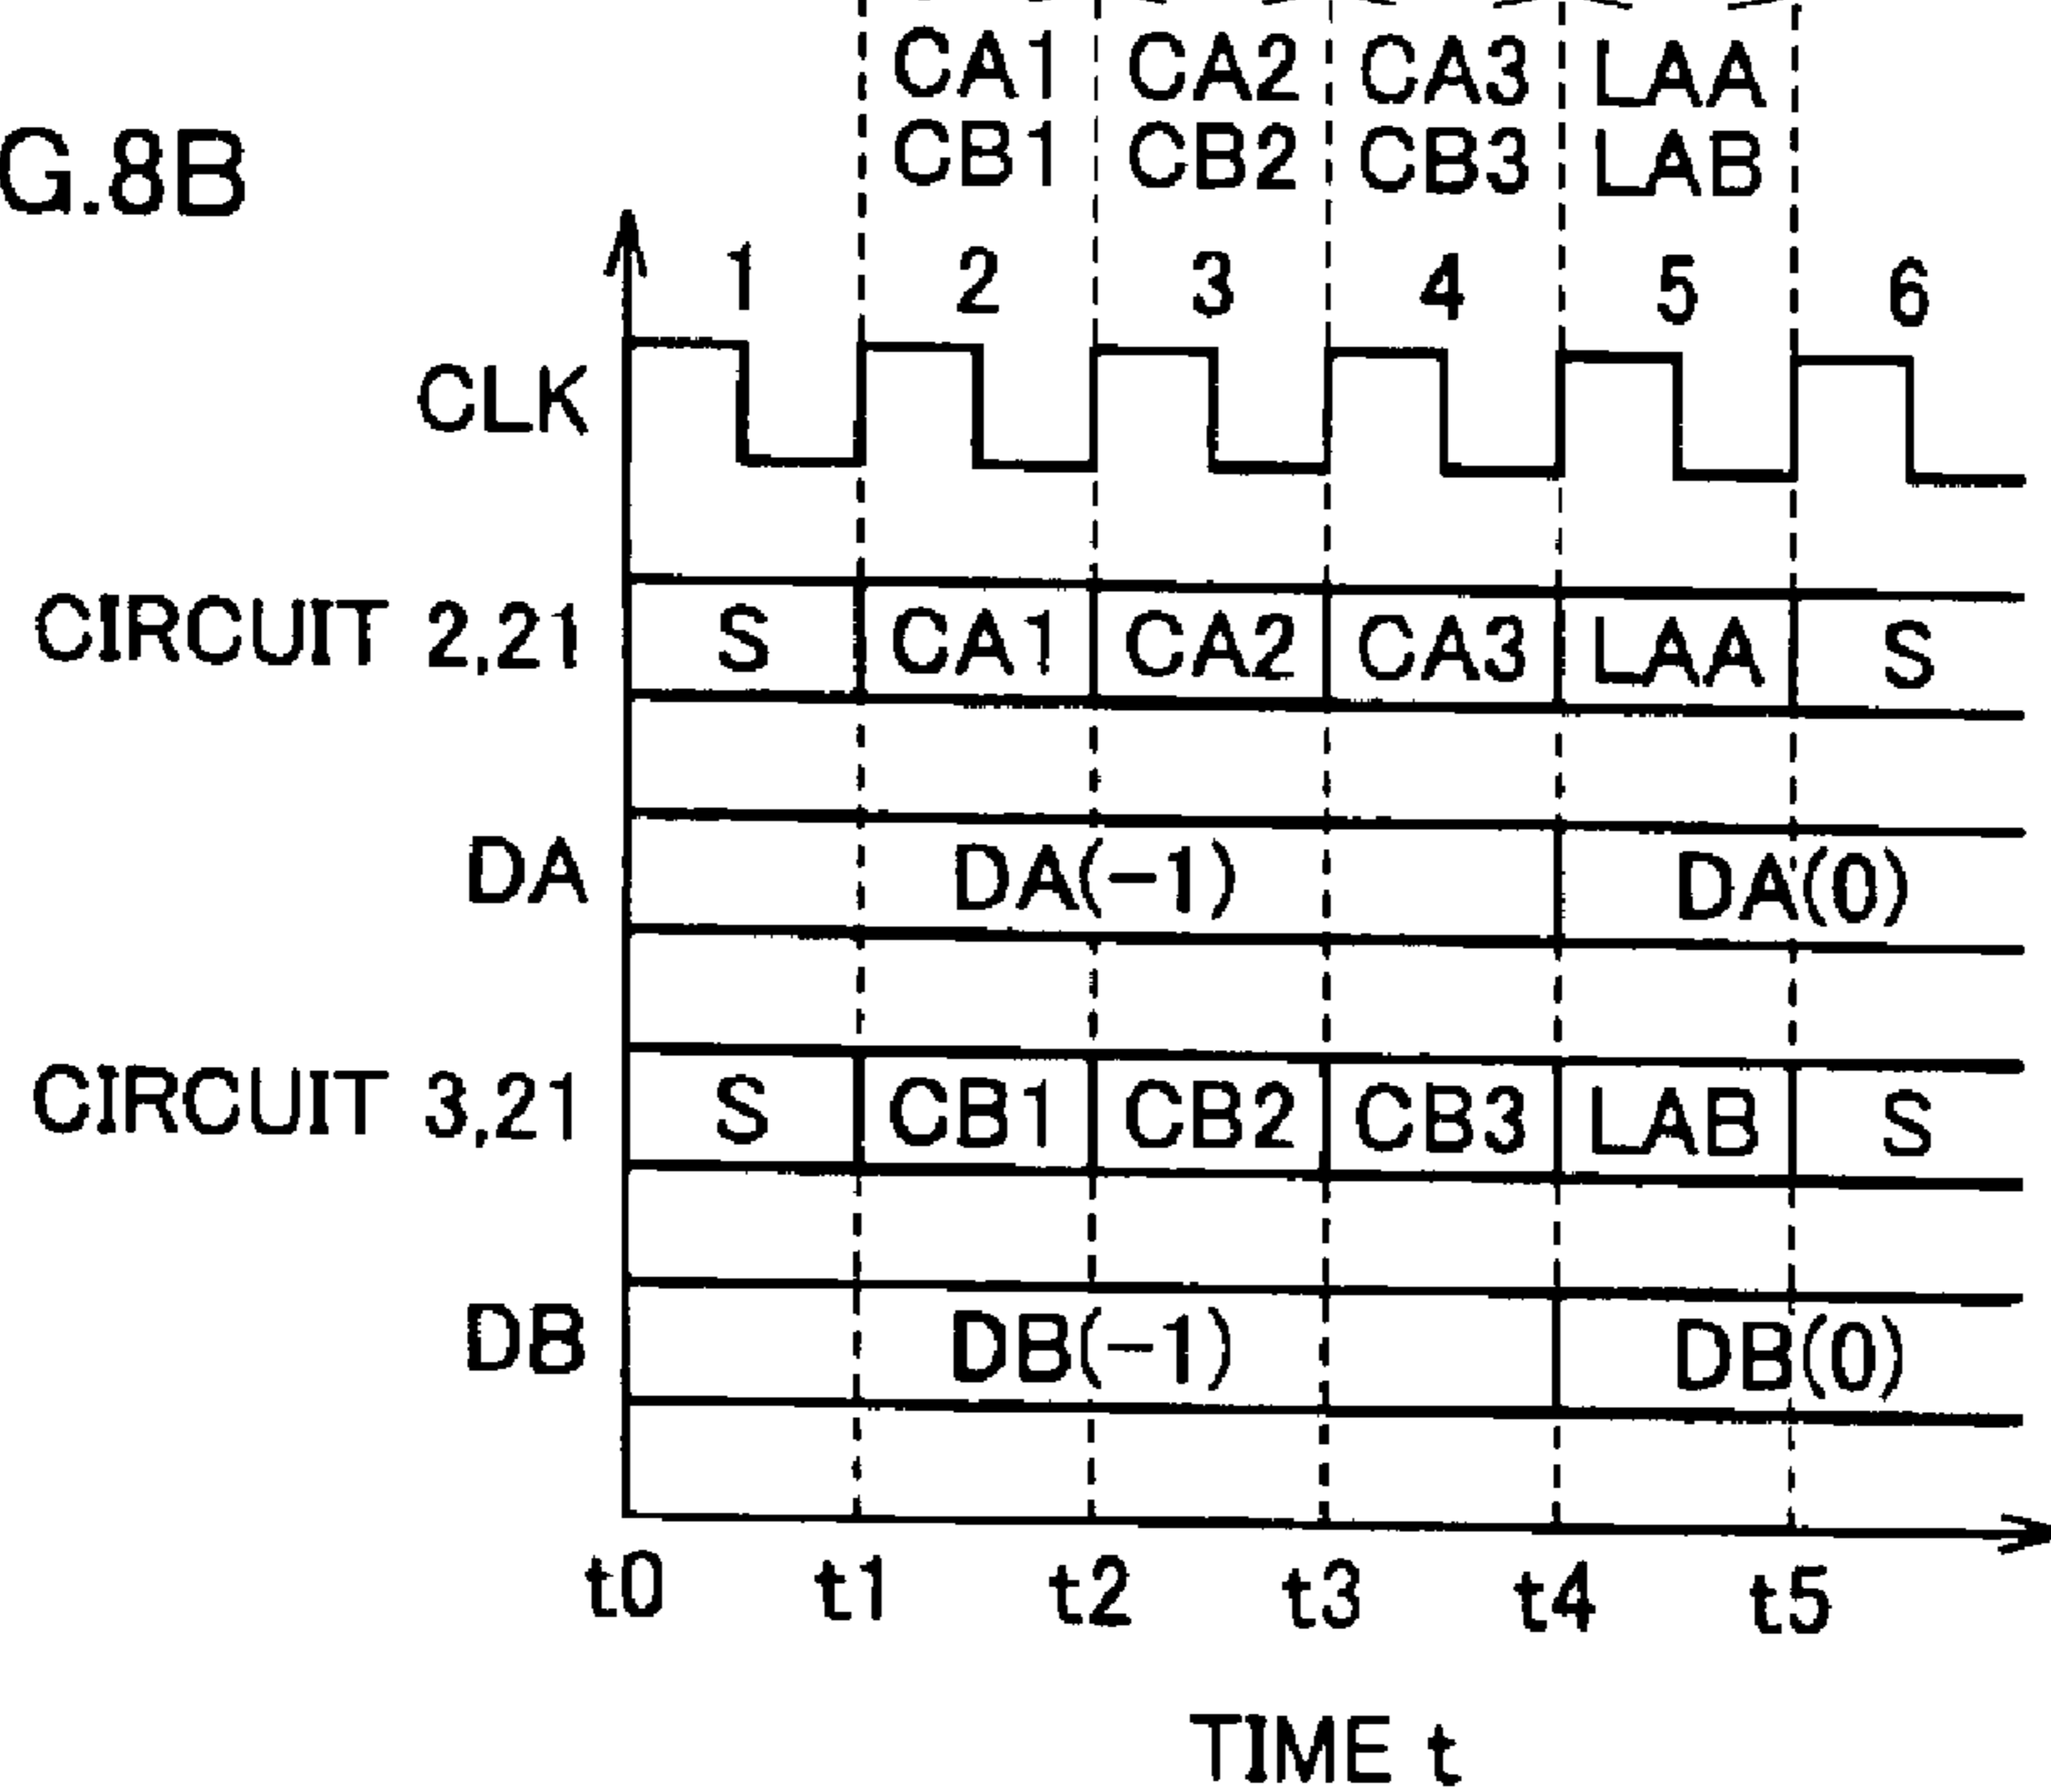 CA1 CA2 CA3 LAA
CB1 CB2 CB3 LAB
G.8B
1 2 3 4 5 6
CLK
CIRCUIT 2,21 S CA1 CA2 CA3 LAA S
DA DA(-1) DA(0)
CIRCUIT 3,21 S CB1 CB2 CB3 LAB S
DB DB(-1) DB(0)
t0 t1 t2 t3 t4 t5
TIME t